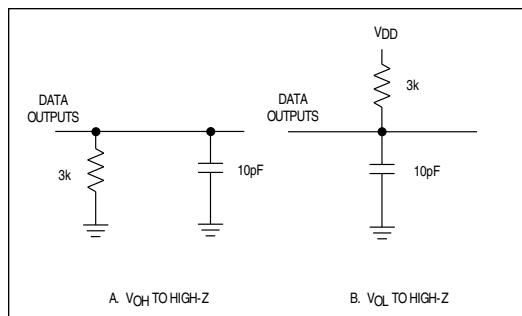 DATA
OUTPUTS
3k
10pF
A. VOH TO HIGH-Z
VDD
3k
DATA
OUTPUTS
10pF
B. VOL TO HIGH-Z